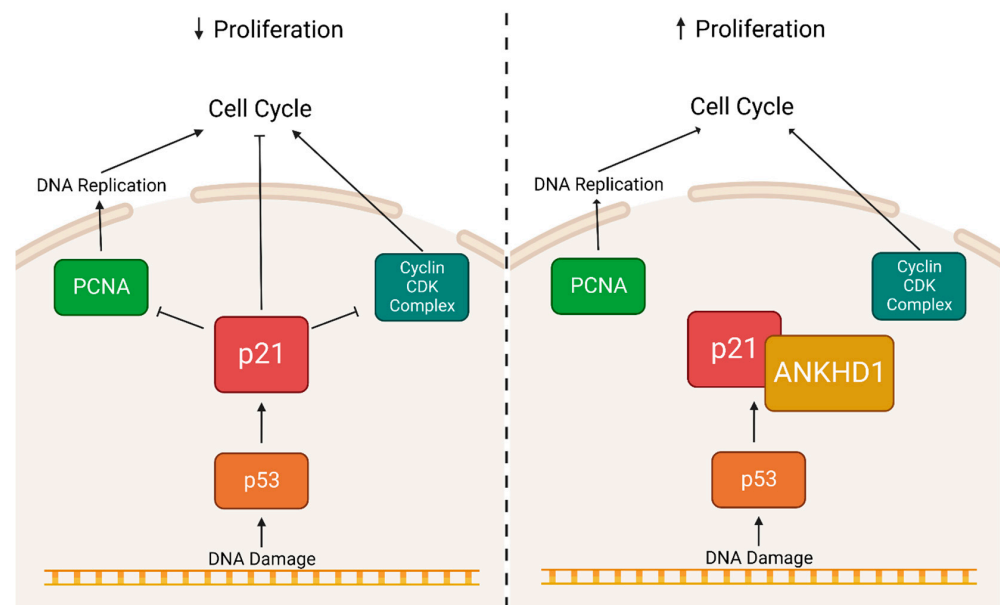 ↓ Proliferation
Cell Cycle
DNA Replication
PCNA
Cyclin
CDK
Complex
p21
p53
DNA Damage
↑ Proliferation
Cell Cycle
DNA Replication
PCNA
Cyclin
CDK
Complex
p21
ANKHD1
p53
DNA Damage